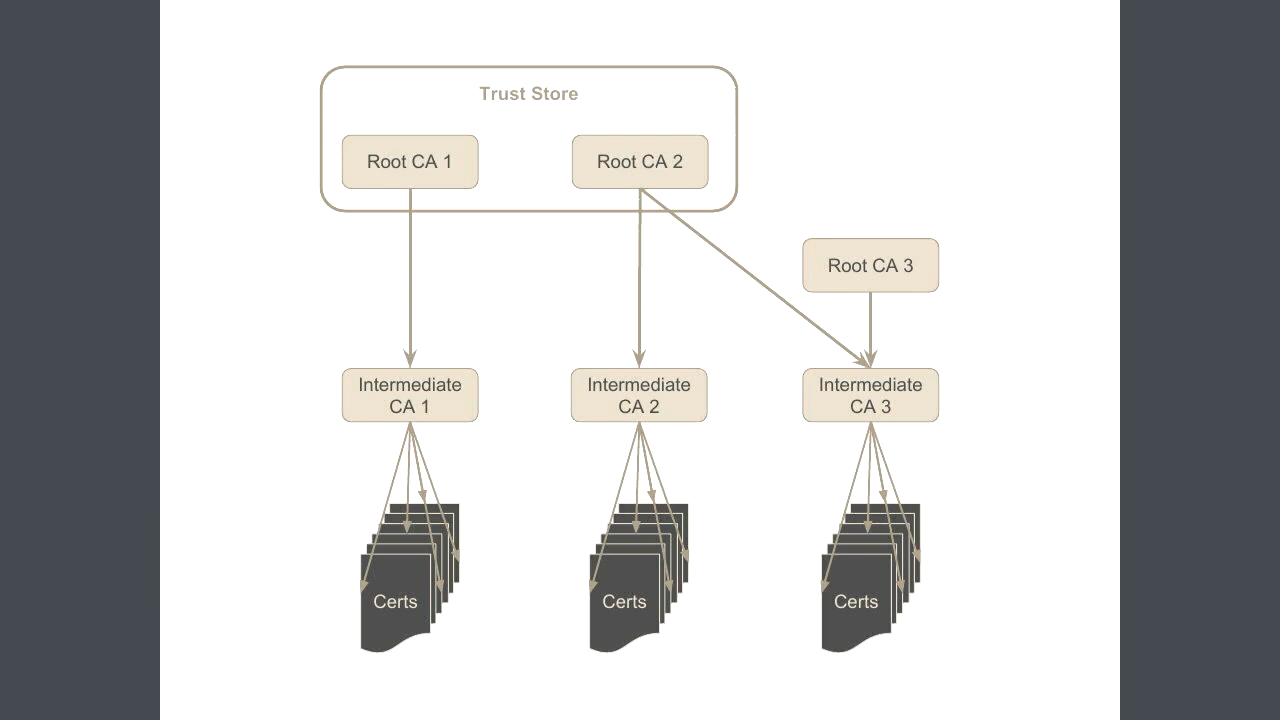 Trust Store
Root CA 1
Root CA 2
Root CA 3
Intermediate
CA 1
Intermediate
CA 2
Intermediate
CA 3
Certs
Certs
Certs